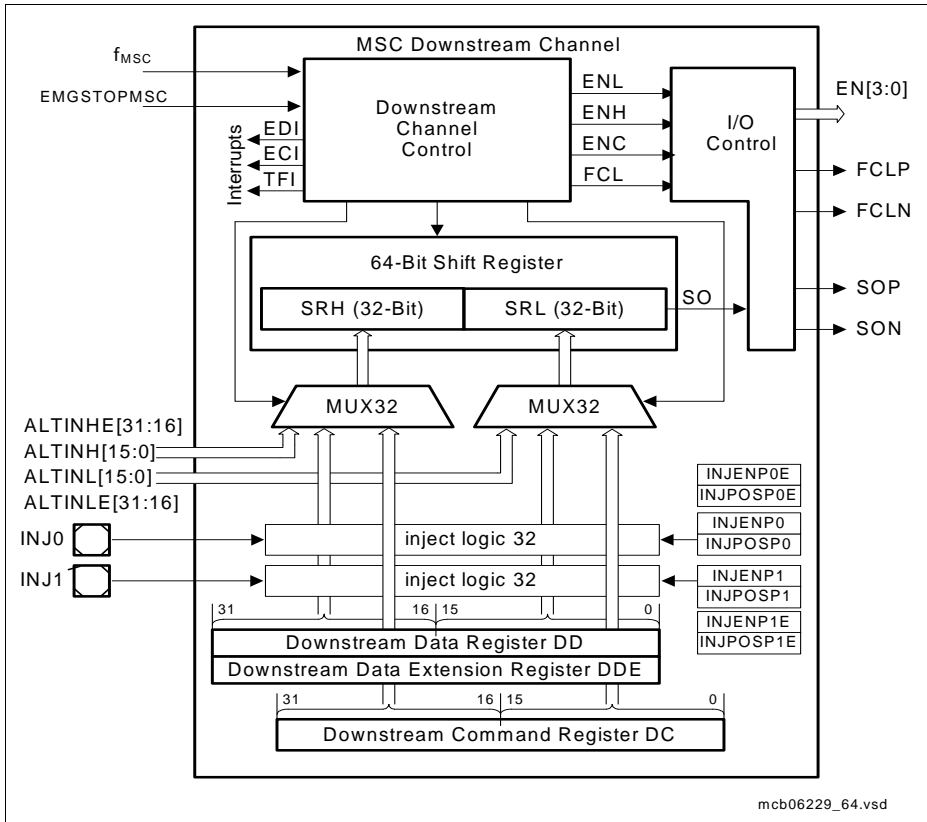 MSC Downstream Channel
fMSC
EMGSTOPMSC
Interrupts
EDI
ECI
TFI
Downstream
Channel
Control
ENL
ENH
ENC
FCL
I/O
Control
EN[3:0]
FCLP
FCLN
SOP
SON
64-Bit Shift Register
SRH (32-Bit)
SRL (32-Bit)
SO
MUX32
MUX32
ALTINHE[31:16]
ALTINH[15:0]
ALTINL[15:0]
ALTINLE[31:16]
INJENP0E
INJPOSP0E
INJ0
inject logic 32
INJENP0
INJPOSP0
INJ1
inject logic 32
INJENP1
INJPOSP1
INJENP1E
INJPOSP1E
31 16 15 0
Downstream Data Register DD
Downstream Data Extension Register DDE
31 16 15 0
Downstream Command Register DC
mcb06229_64.vsd